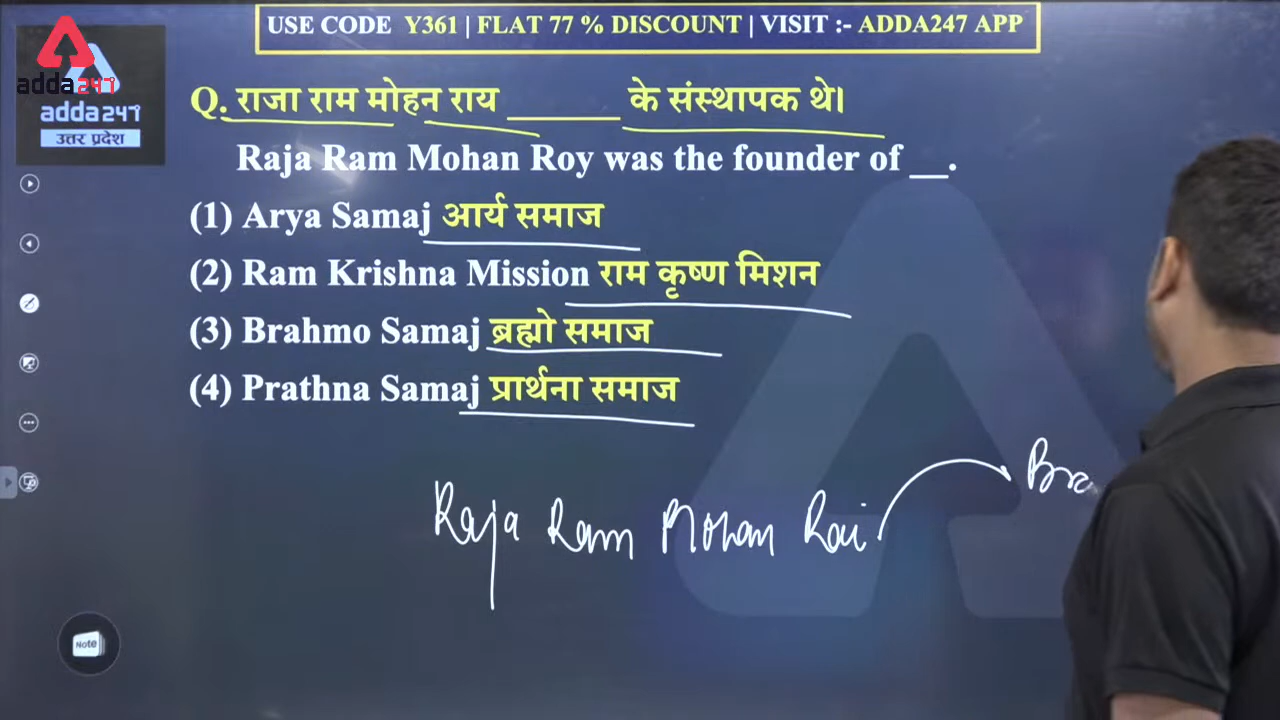 USE CODE Y361 | FLAT 77 % DISCOUNT | VISIT :- ADDA247 APP
adda247
adda247
उत्तर प्रदेश
Q. राजा राम मोहन राय ______ के संस्थापक थे।
Raja Ram Mohan Roy was the founder of __.
(1) Arya Samaj आर्य समाज
(2) Ram Krishna Mission राम कृष्ण मिशन
(3) Brahmo Samaj ब्रह्मो समाज
(4) Prathna Samaj प्रार्थना समाज
Raja Ram Mohan Rai Bra
Note